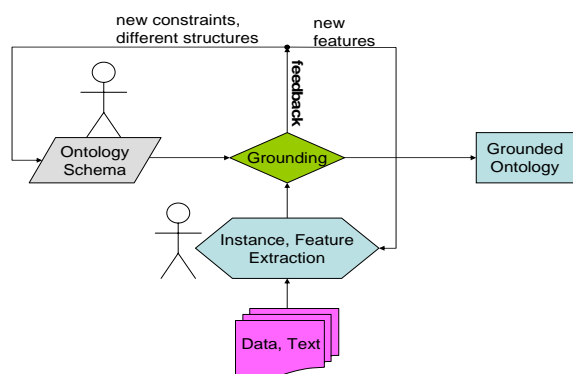 new constraints,
different structures
new
features
feedback
Ontology
Schema
Grounding
Grounded
Ontology
Instance, Feature
Extraction
Data, Text